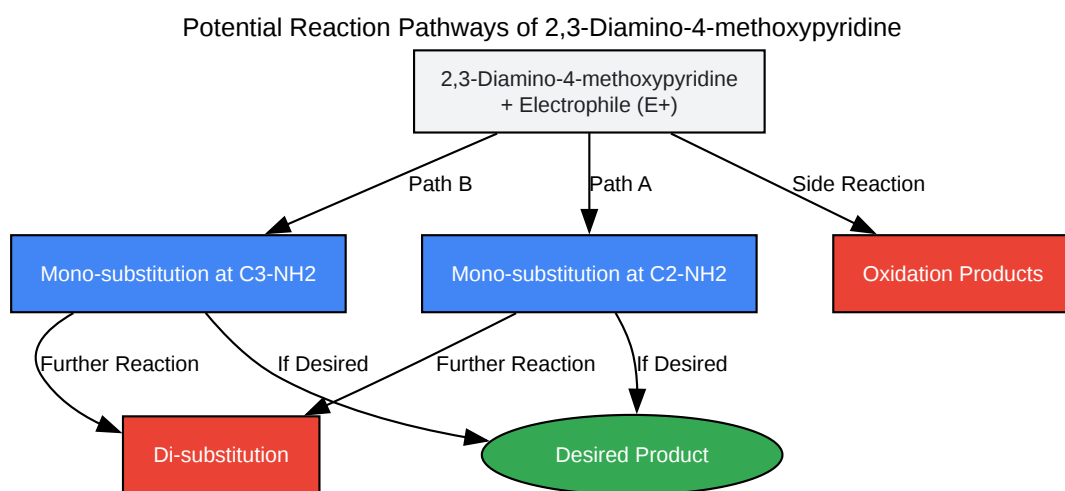 Potential Reaction Pathways of 2,3-Diamino-4-methoxypyridine
2,3-Diamino-4-methoxypyridine
+ Electrophile (E+)
Path B
Path A
Side Reaction
Mono-substitution at C3-NH2
Mono-substitution at C2-NH2
Oxidation Products
Further Reaction
If Desired
Further Reaction
If Desired
Di-substitution
Desired Product